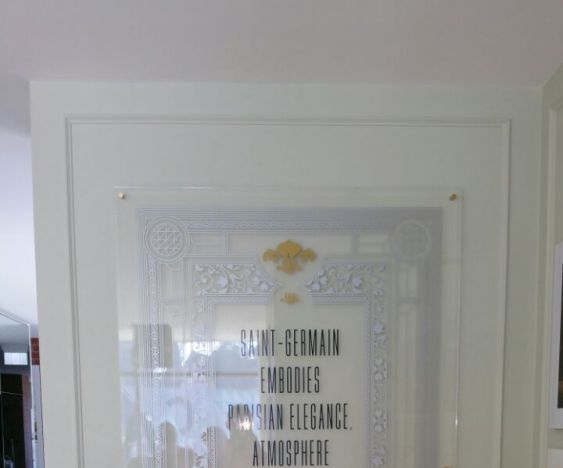 SAINT-GERMAIN
EMBODIES
PARISIAN ELEGANCE,
ATMOSPHERE